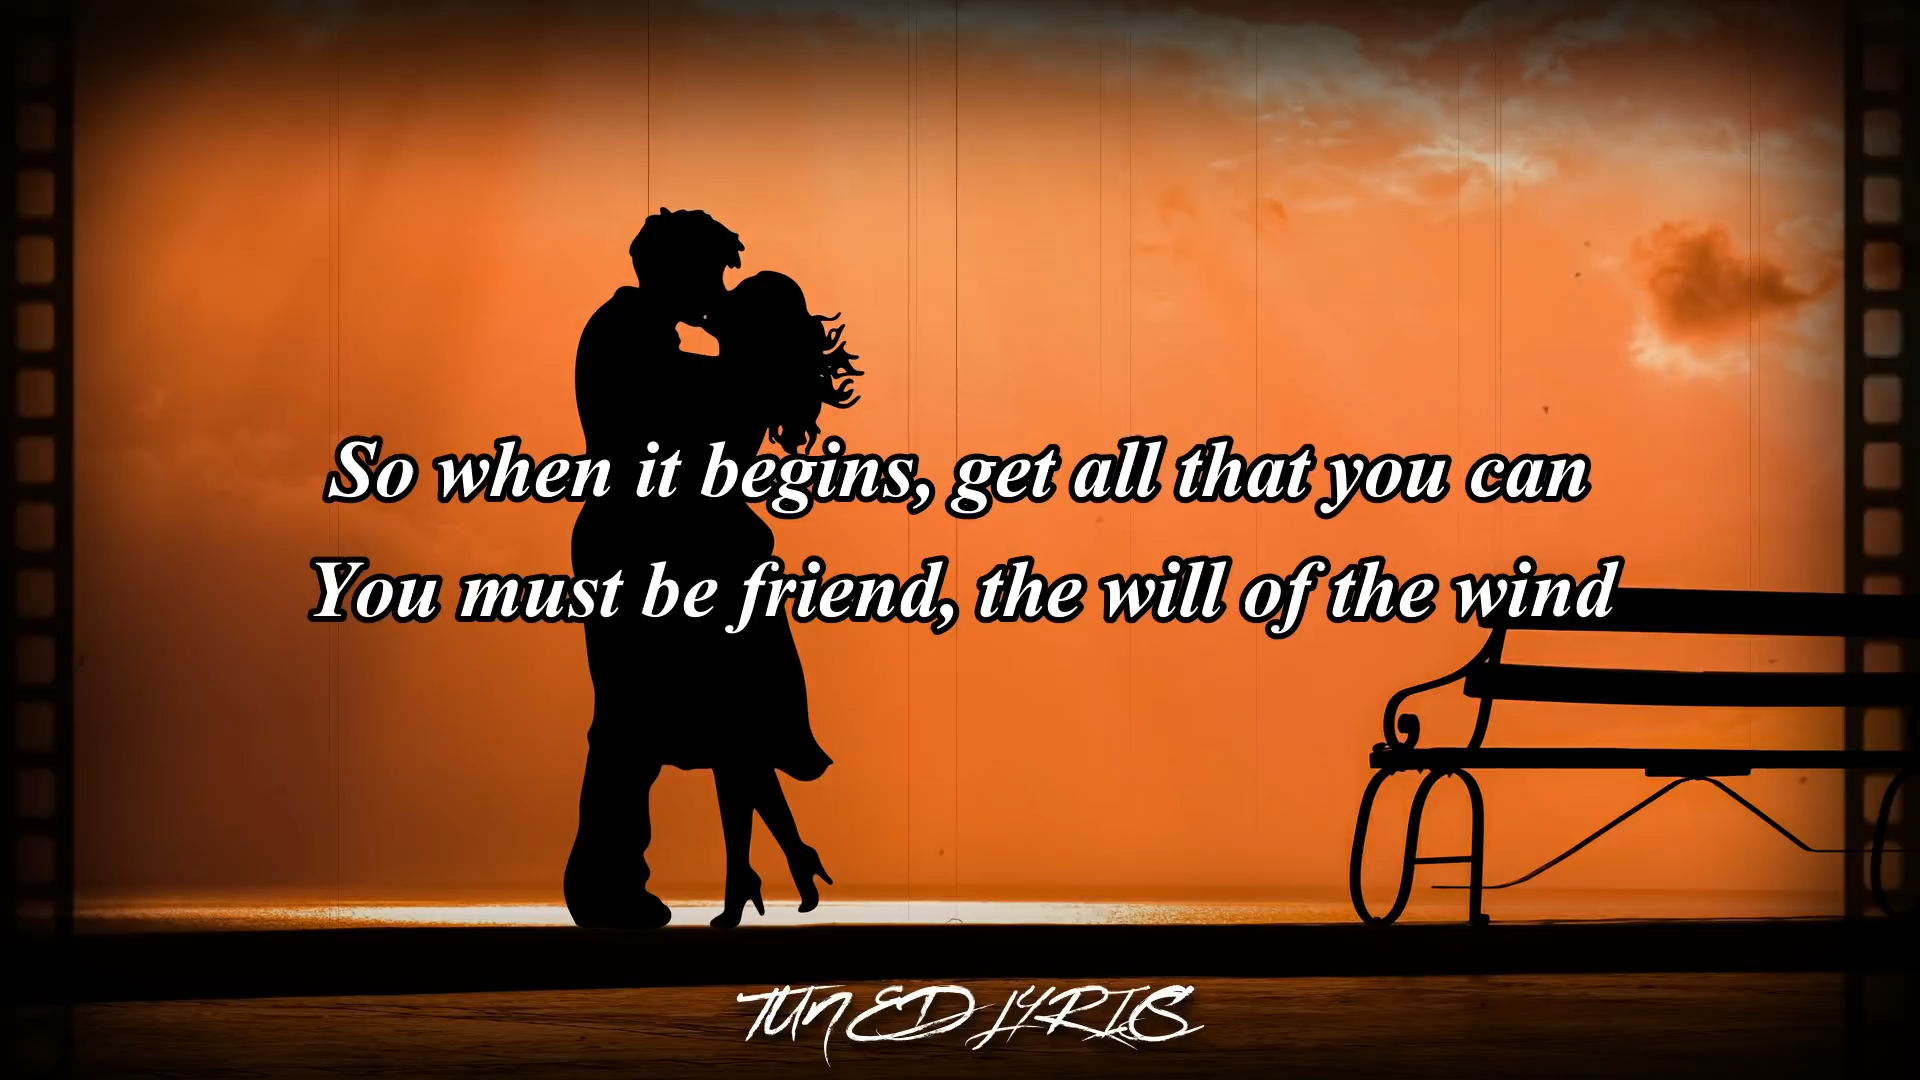 So when it begins, get all that you can
You must be friend, the will of the wind
TUNED LYRICS